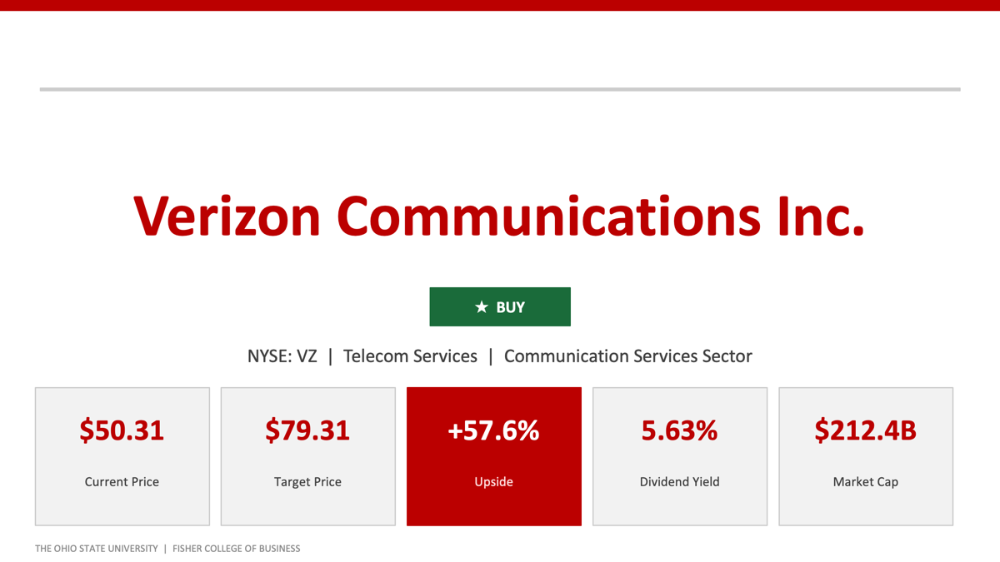 Verizon Communications Inc.
★ BUY
NYSE: VZ | Telecom Services | Communication Services Sector
$50.31
Current Price
$79.31
Target Price
+57.6%
Upside
5.63%
Dividend Yield
$212.4B
Market Cap
THE OHIO STATE UNIVERSITY | FISHER COLLEGE OF BUSINESS